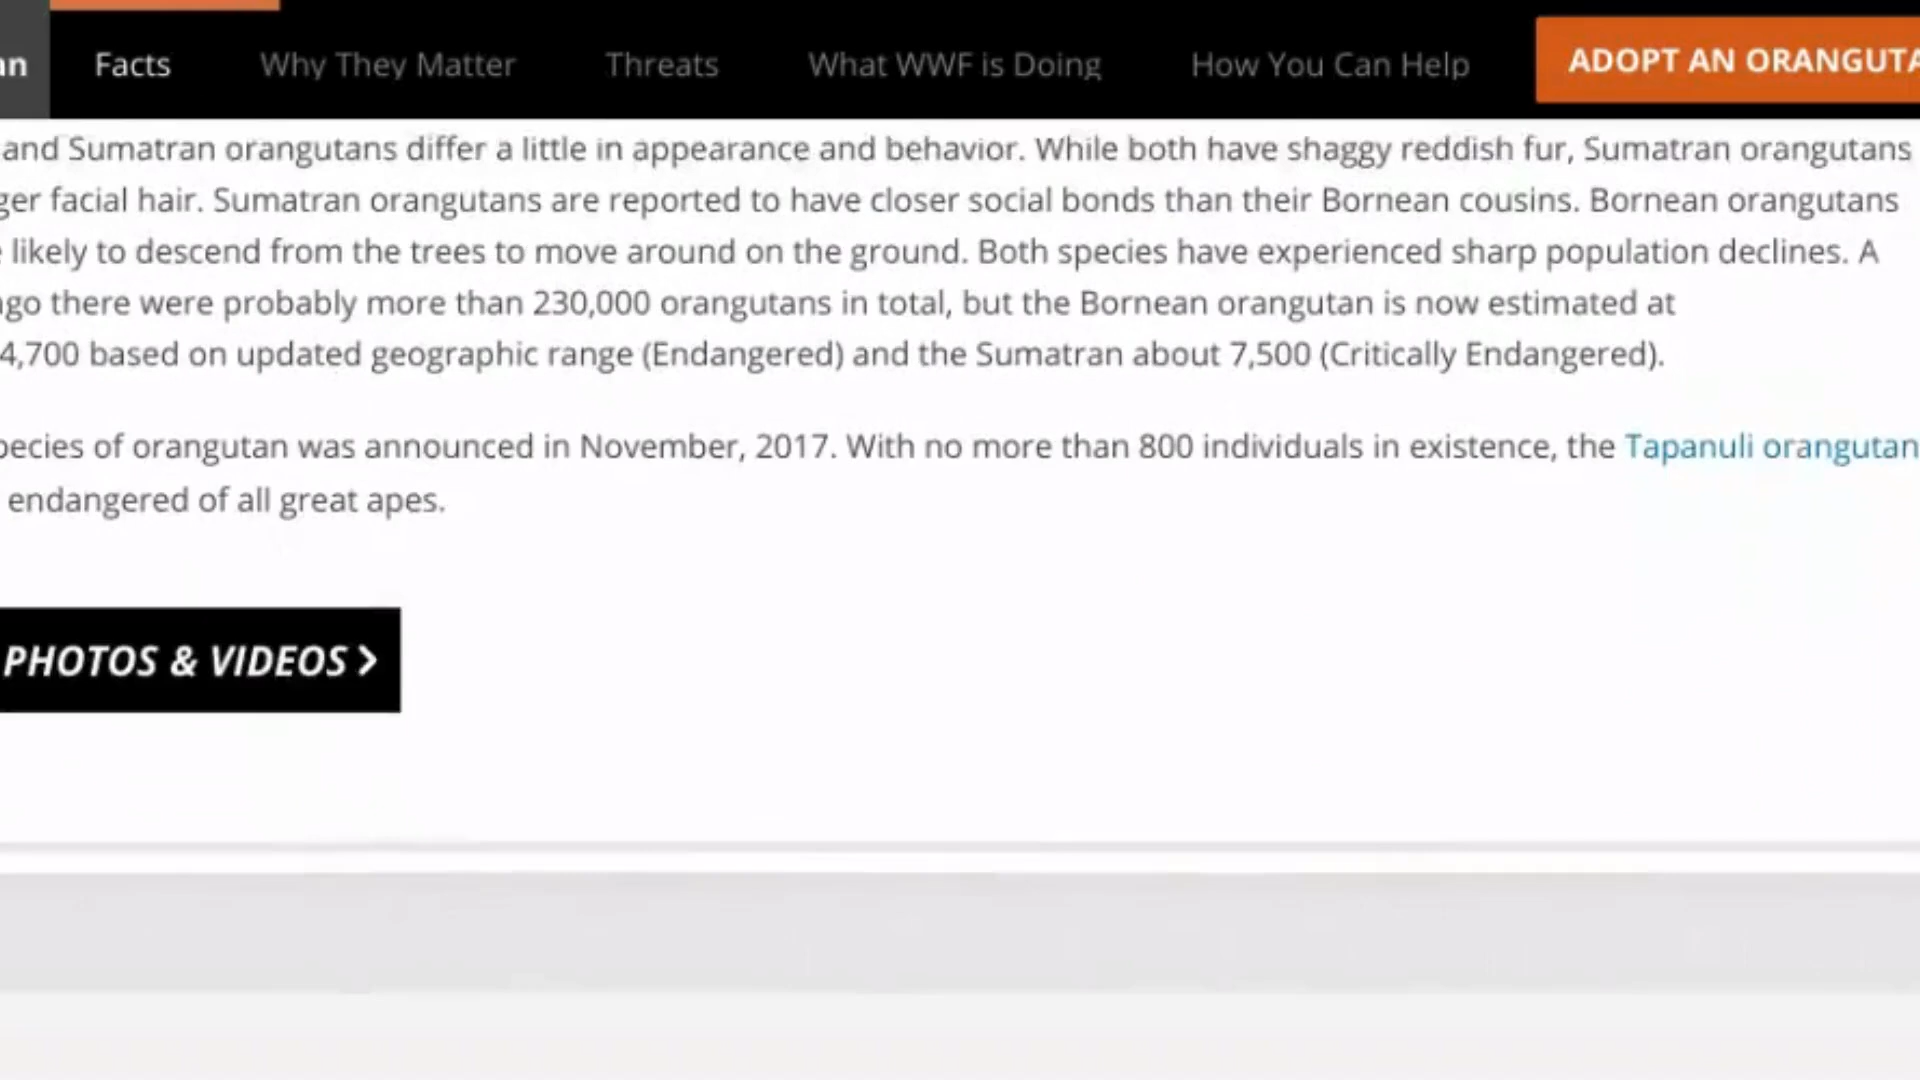 an Facts Why They Matter Threats What WWF is Doing How You Can Help ADOPT AN ORANGUTA
and Sumatran orangutans differ a little in appearance and behavior. While both have shaggy reddish fur, Sumatran orangutans
ger facial hair. Sumatran orangutans are reported to have closer social bonds than their Bornean cousins. Bornean orangutans
likely to descend from the trees to move around on the ground. Both species have experienced sharp population declines. A
ago there were probably more than 230,000 orangutans in total, but the Bornean orangutan is now estimated at
4,700 based on updated geographic range (Endangered) and the Sumatran about 7,500 (Critically Endangered).
pecies of orangutan was announced in November, 2017. With no more than 800 individuals in existence, the Tapanuli orangutan
endangered of all great apes.
PHOTOS & VIDEOS >